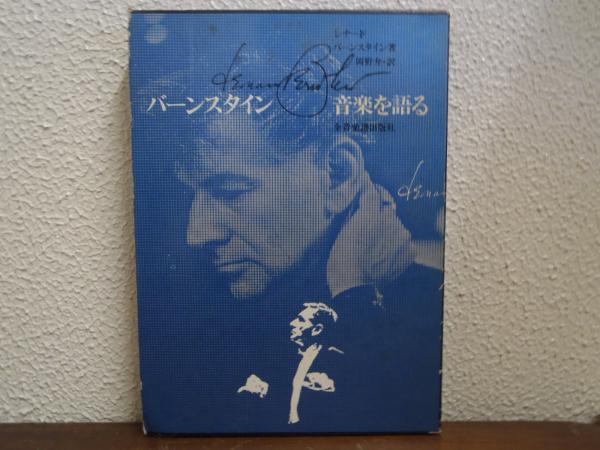 レナード
バーンスタイン著
岡野弁・訳
バーンスタイン 音楽を語る
全音楽譜出版社